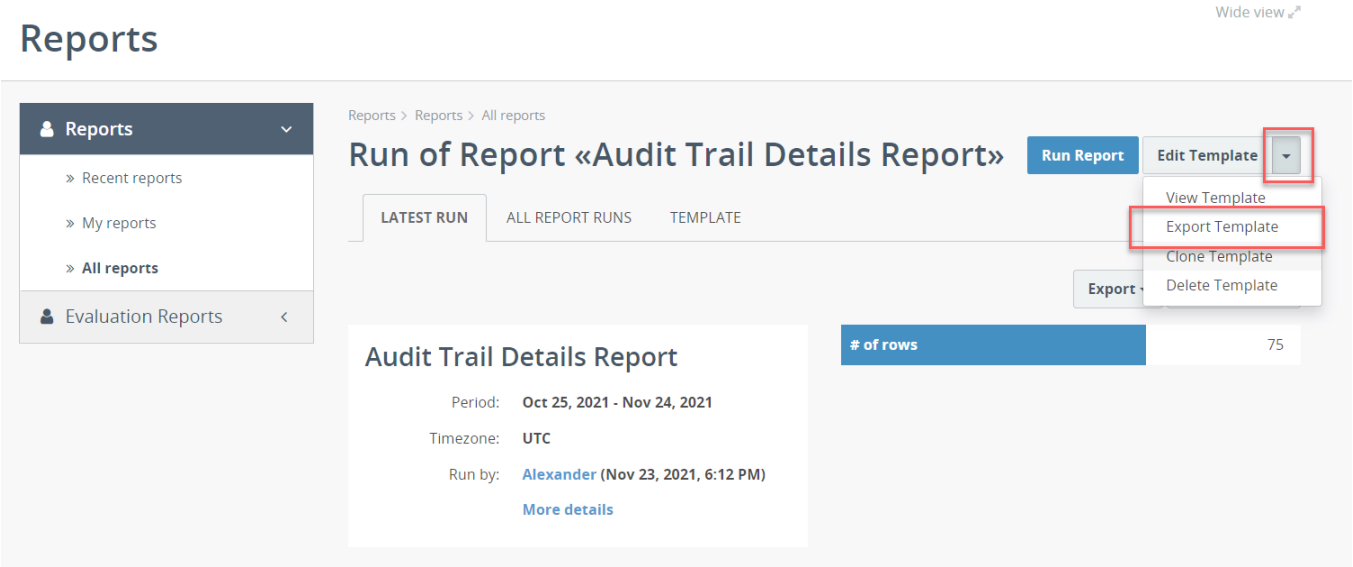 Wide view
Reports
Reports
Recent reports
My reports
All reports
Evaluation Reports
Reports > Reports > All reports
Run of Report «Audit Trail Details Report»
Run Report
Edit Template
View Template
Export Template
Clone Template
Delete Template
LATEST RUN
ALL REPORT RUNS
TEMPLATE
Export
Audit Trail Details Report
Period: Oct 25, 2021 - Nov 24, 2021
Timezone: UTC
Run by: Alexander (Nov 23, 2021, 6:12 PM)
More details
# of rows 75